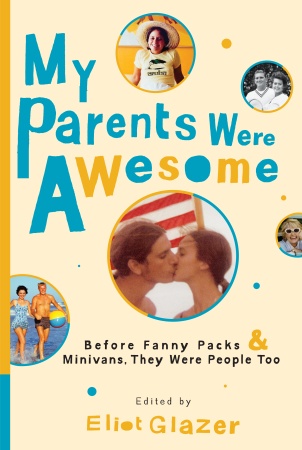 My
Parents Were
Awesome
Before Fanny Packs &
Minivans, They Were People Too
Edited by
Eliot Glazer